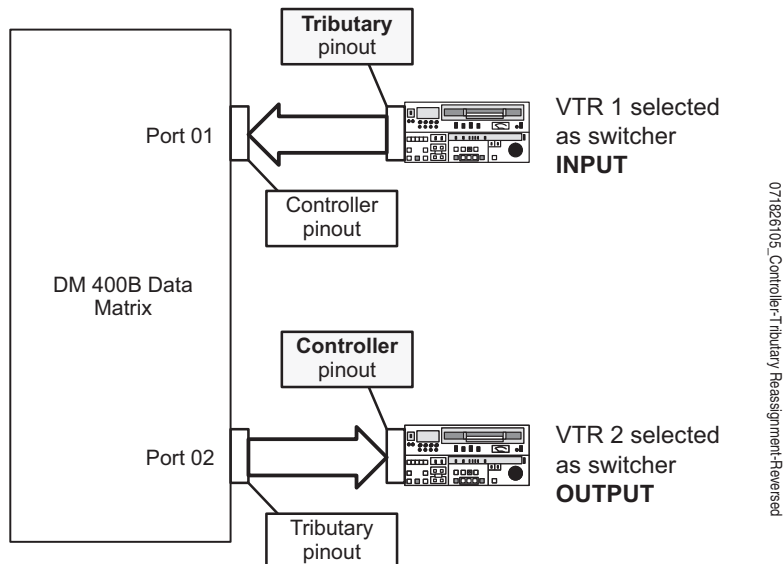 Tributary
pinout
Port 01
VTR 1 selected
as switcher
INPUT
Controller
pinout
DM 400B Data
Matrix
Controller
pinout
Port 02
VTR 2 selected
as switcher
OUTPUT
Tributary
pinout
071826105_Controller-Tributary Reassignment-Reversed